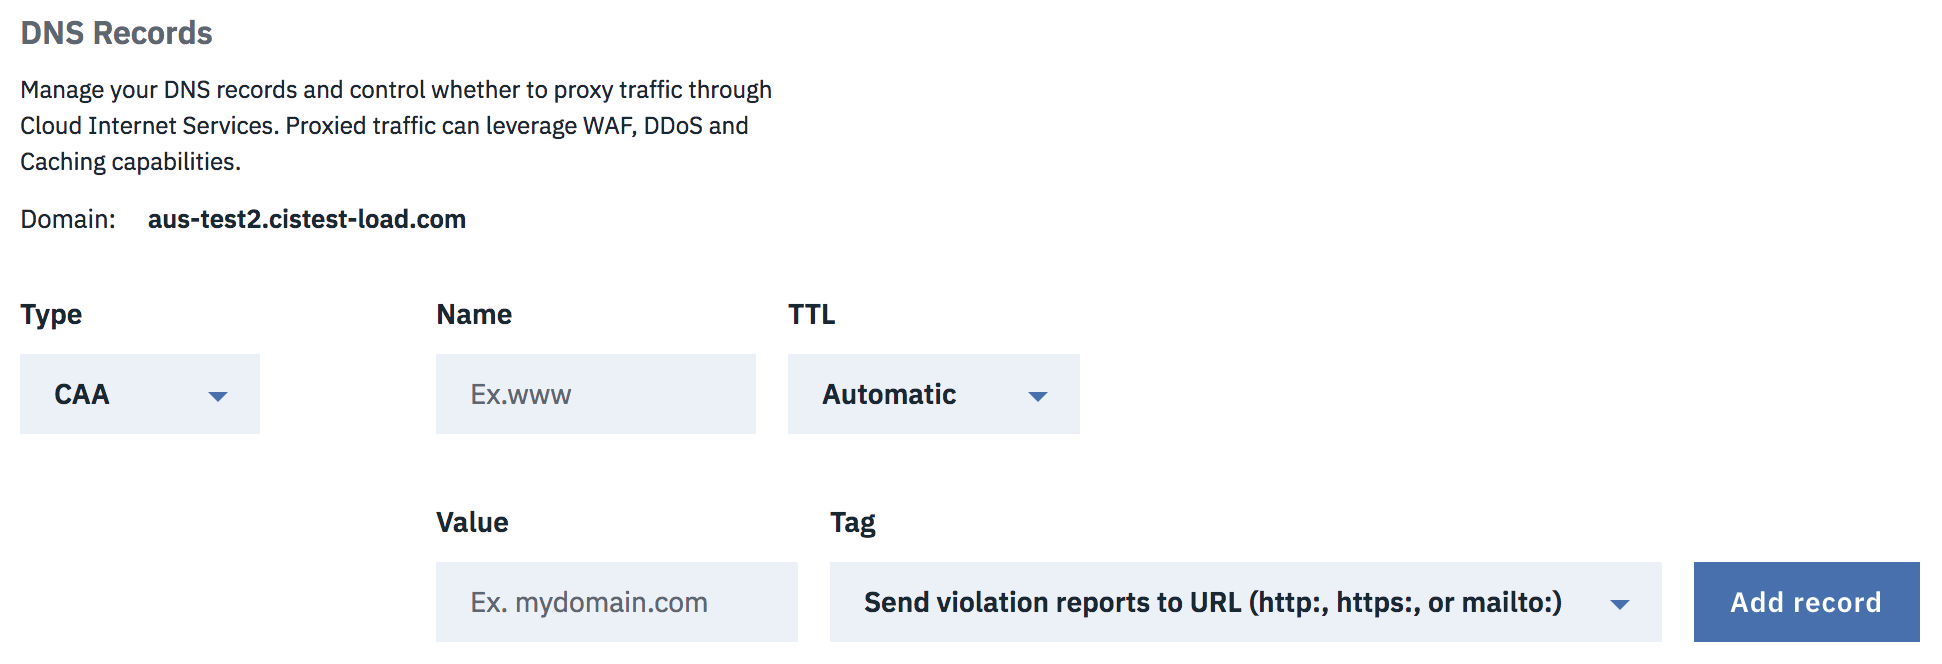 DNS Records
Manage your DNS records and control whether to proxy traffic through
Cloud Internet Services. Proxied traffic can leverage WAF, DDoS and
Caching capabilities.
Domain: aus-test2.cistest-load.com
Type Name TTL
CAA Ex.www Automatic
Value Tag
Ex. mydomain.com Send violation reports to URL (http:, https:, or mailto:) Add record